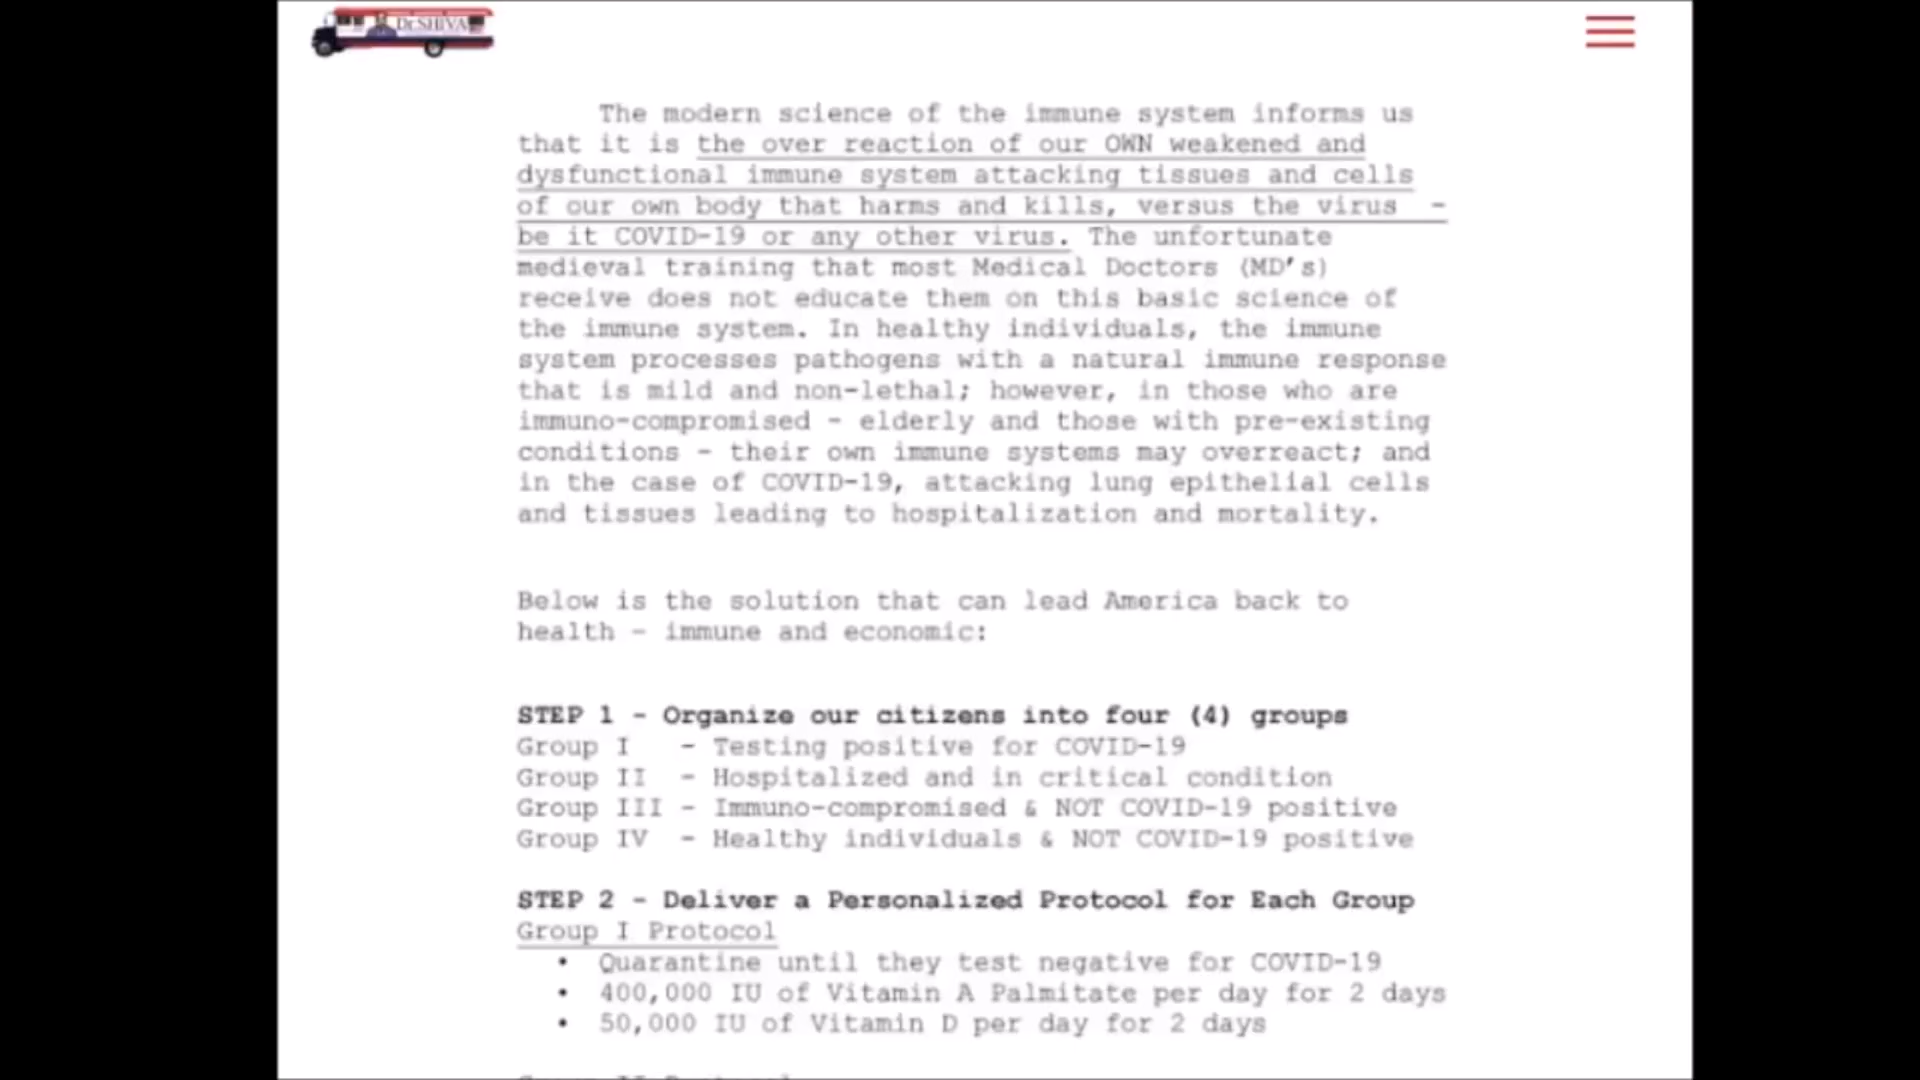 Dr.SHIVA
The modern science of the immune system informs us
that it is the over reaction of our OWN weakened and
dysfunctional immune system attacking tissues and cells
of our own body that harms and kills, versus the virus -
be it COVID-19 or any other virus. The unfortunate
medieval training that most Medical Doctors (MD's)
receive does not educate them on this basic science of
the immune system. In healthy individuals, the immune
system processes pathogens with a natural immune response
that is mild and non-lethal; however, in those who are
immuno-compromised - elderly and those with pre-existing
conditions - their own immune systems may overreact; and
in the case of COVID-19, attacking lung epithelial cells
and tissues leading to hospitalization and mortality.
Below is the solution that can lead America back to
health - immune and economic:
STEP 1 - Organize our citizens into four (4) groups
Group I - Testing positive for COVID-19
Group II - Hospitalized and in critical condition
Group III - Immuno-compromised & NOT COVID-19 positive
Group IV - Healthy individuals & NOT COVID-19 positive
STEP 2 - Deliver a Personalized Protocol for Each Group
Group I Protocol
• Quarantine until they test negative for COVID-19
• 400,000 IU of Vitamin A Palmitate per day for 2 days
• 50,000 IU of Vitamin D per day for 2 days